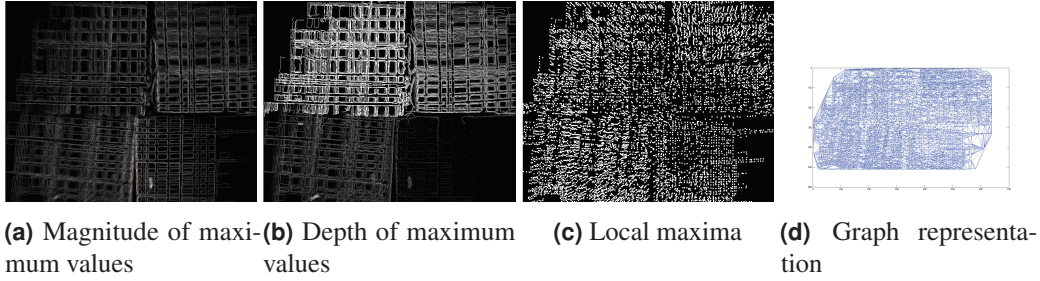 (a) Magnitude of maxi-
mum values
(b) Depth of maximum
values
(c) Local maxima
(d) Graph representa-
tion